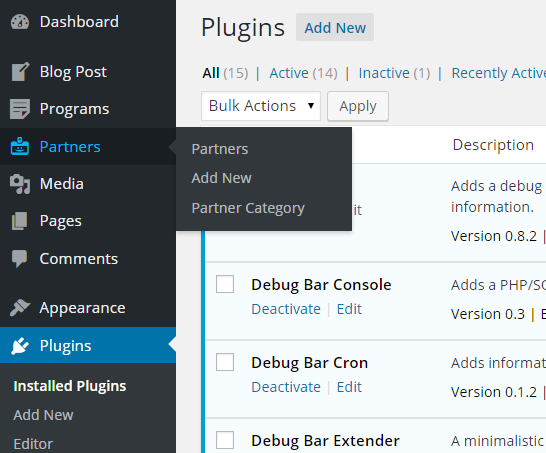 Dashboard
Blog Post
Programs
Partners
Media
Pages
Comments
Appearance
Plugins
Installed Plugins
Add New
Editor
Partners
Add New
Partner Category
Plugins Add New
All (15) | Active (14) | Inactive (1) | Recently Active
Bulk Actions Apply
Description
Adds a debug
information.
Version 0.8.2 |
Debug Bar Console
Deactivate | Edit
Adds a PHP/SQ
Version 0.3 |
Debug Bar Cron
Deactivate | Edit
Adds informat
Version 0.1.2 |
Debug Bar Extender
A minimalistic